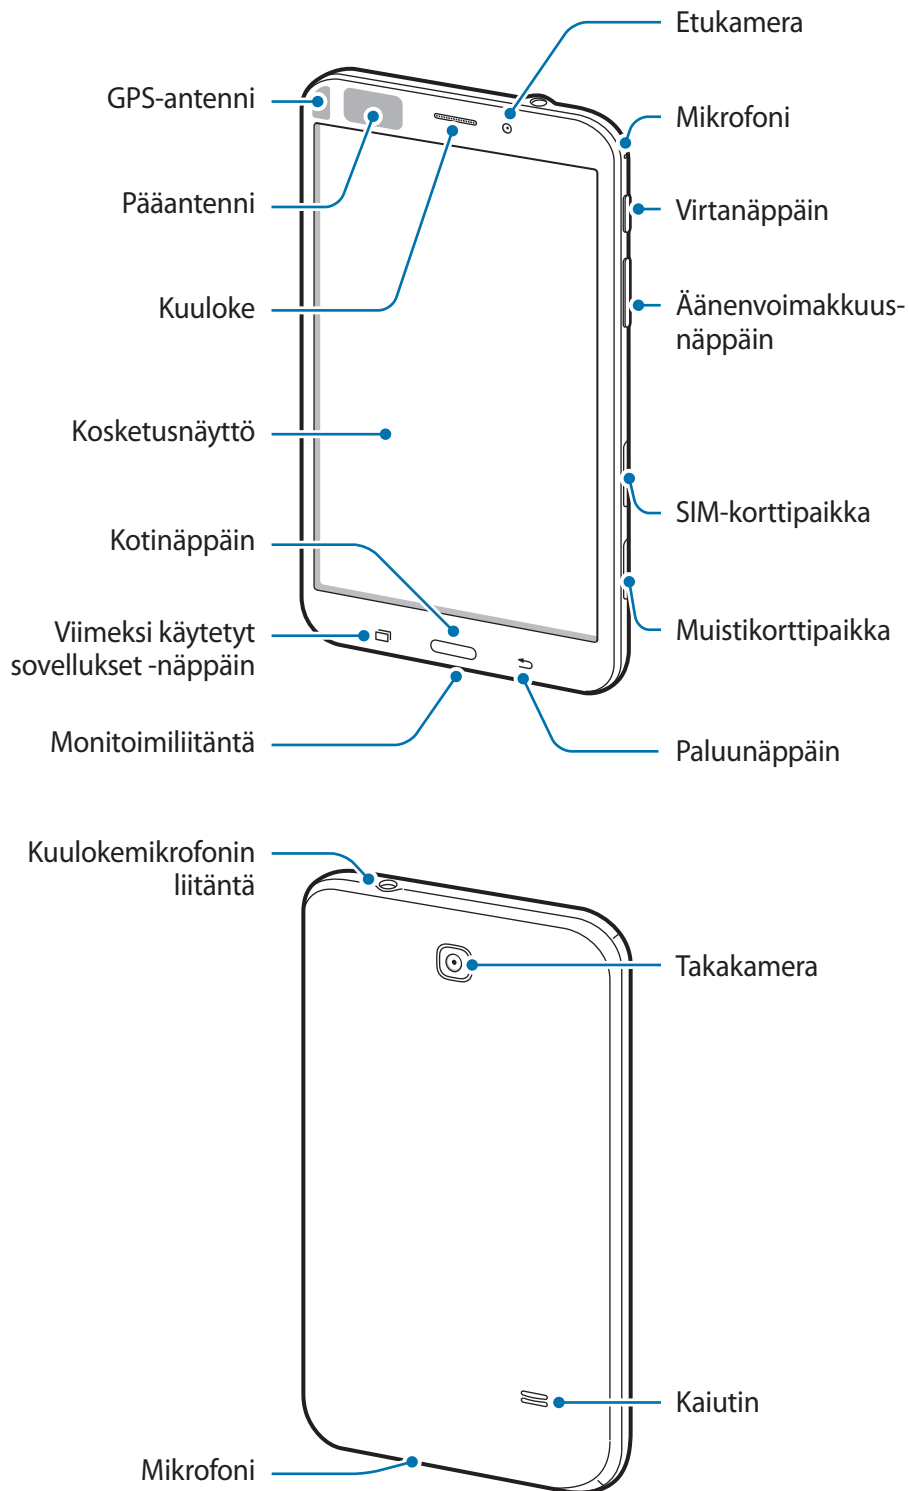 Etukamera
GPS-antenni
Mikrofoni
Pääantenni
Virtanäppäin
Kuuloke
Äänenvoimakkuus-
näppäin
Kosketusnäyttö
SIM-korttipaikka
Kotinäppäin
Viimeksi käytetyt
sovellukset -näppäin
Muistikorttipaikka
Monitoimiliitäntä
Paluunäppäin
Kuulokemikrofonin
liitäntä
Takakamera
Kaiutin
Mikrofoni